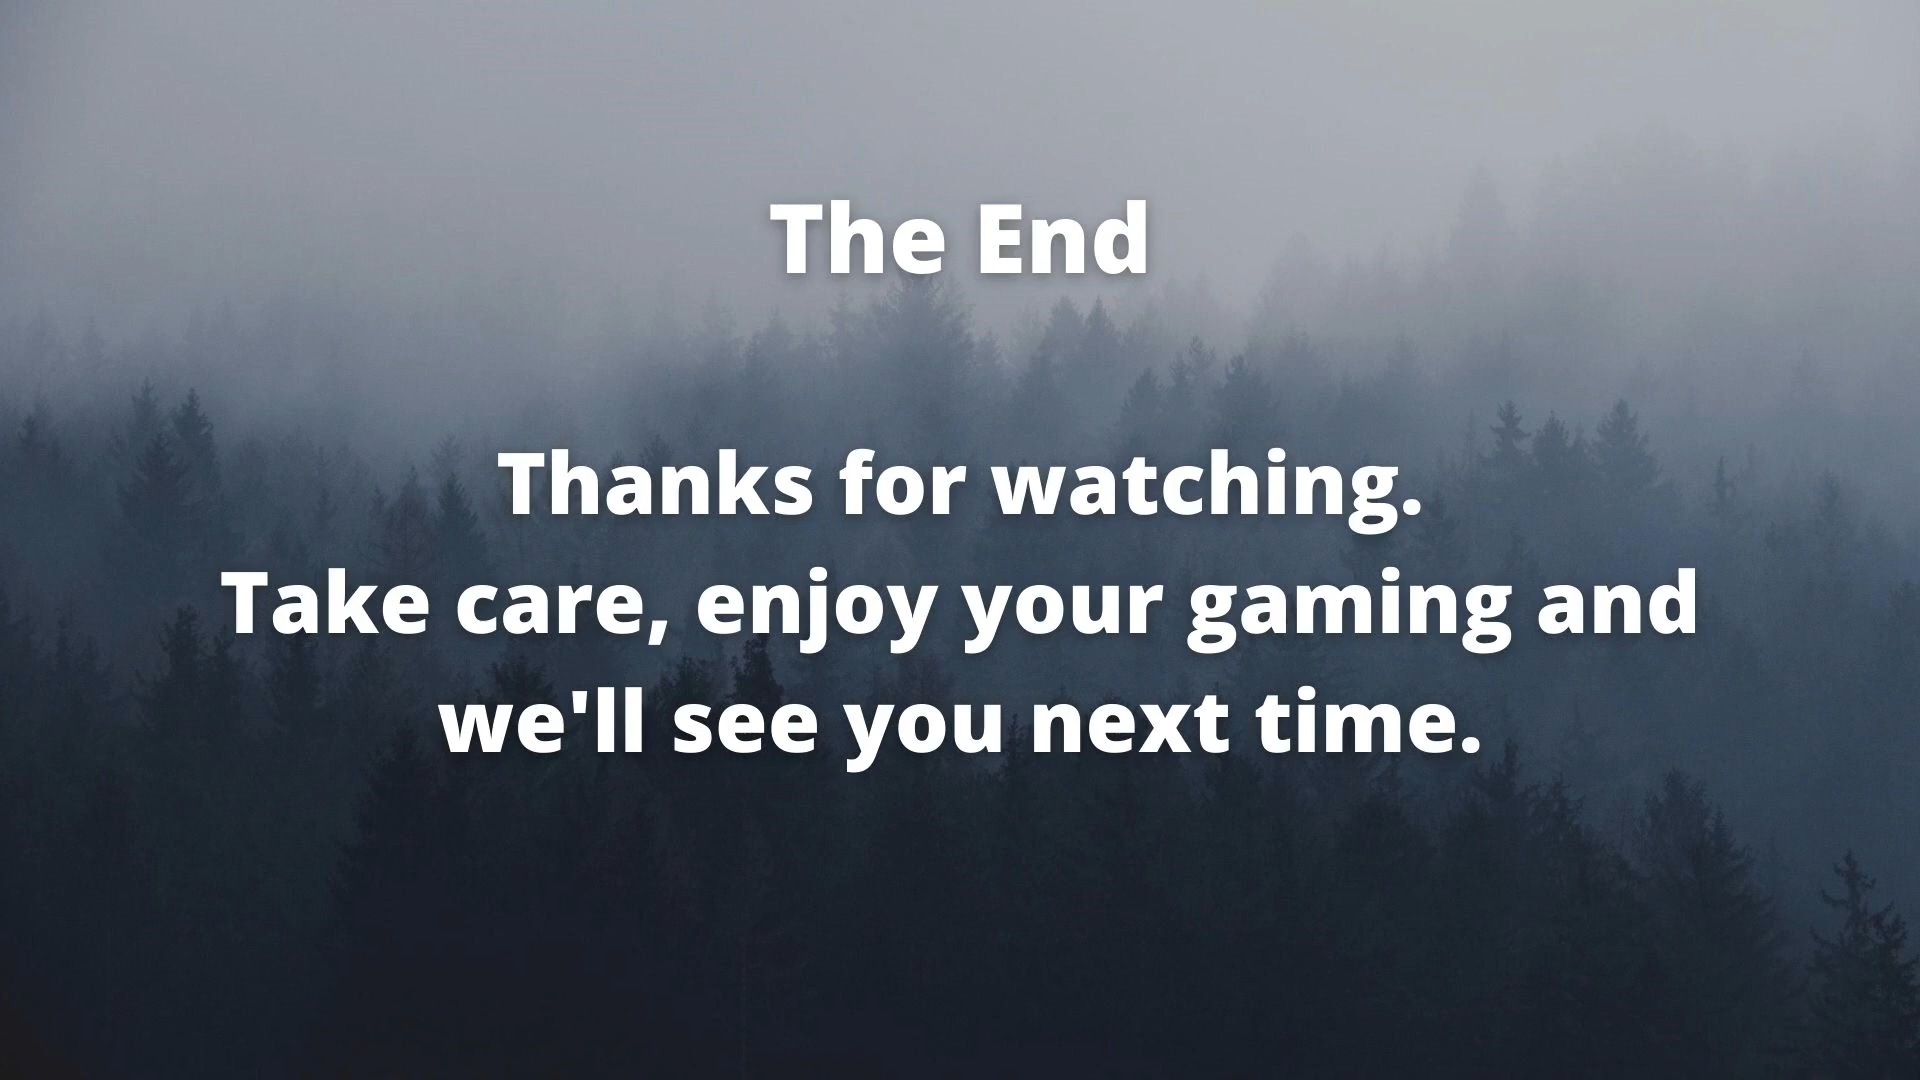 The End
Thanks for watching.
Take care, enjoy your gaming and
we'll see you next time.